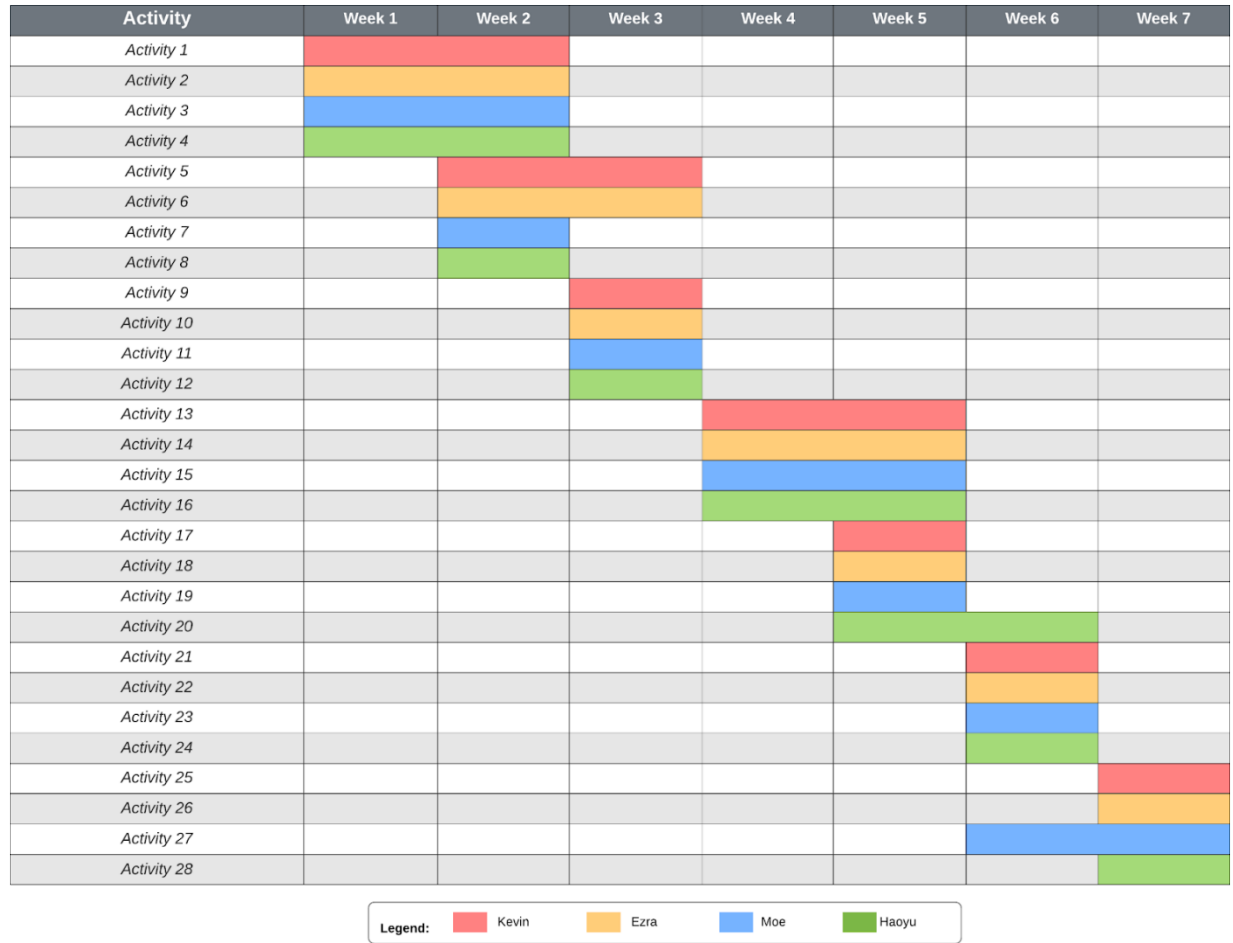 Activity Week 1 Week 2 Week 3 Week 4 Week 5 Week 6 Week 7
Activity 1
Activity 2
Activity 3
Activity 4
Activity 5
Activity 6
Activity 7
Activity 8
Activity 9
Activity 10
Activity 11
Activity 12
Activity 13
Activity 14
Activity 15
Activity 16
Activity 17
Activity 18
Activity 19
Activity 20
Activity 21
Activity 22
Activity 23
Activity 24
Activity 25
Activity 26
Activity 27
Activity 28
Legend: Kevin Ezra Moe Haoyu